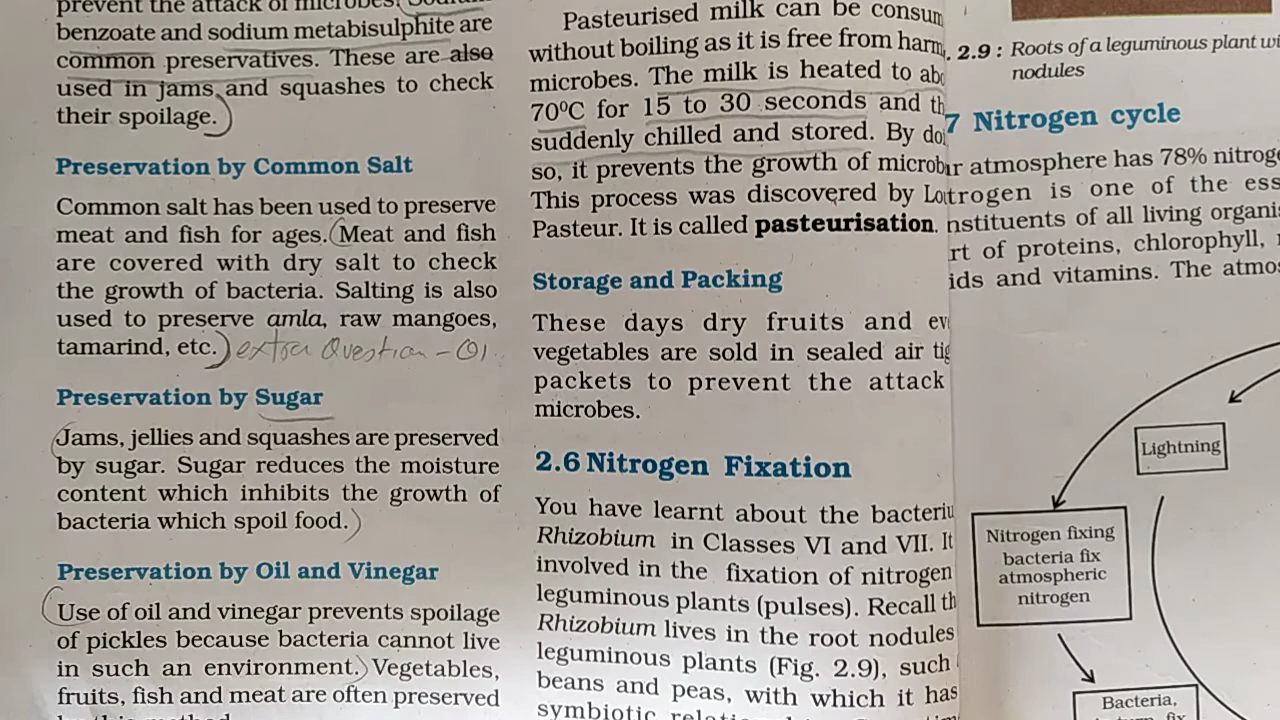 prevent the attack of microbes. Sodium
benzoate and sodium metabisulphite are
common preservatives. These are also
used in jams and squashes to check
their spoilage.
Preservation by Common Salt
Common salt has been used to preserve
meat and fish for ages. Meat and fish
are covered with dry salt to check
the growth of bacteria. Salting is also
used to preserve amla, raw mangoes,
tamarind, etc. extra Question - 01
Preservation by Sugar
Jams, jellies and squashes are preserved
by sugar. Sugar reduces the moisture
content which inhibits the growth of
bacteria which spoil food.
Preservation by Oil and Vinegar
Use of oil and vinegar prevents spoilage
of pickles because bacteria cannot live
in such an environment. Vegetables,
fruits, fish and meat are often preserved
Pasteurised milk can be consum
without boiling as it is free from harm
microbes. The milk is heated to abo
70°C for 15 to 30 seconds and th
suddenly chilled and stored. By doi
so, it prevents the growth of microb
This process was discovered by Lo
Pasteur. It is called pasteurisation.
Storage and Packing
These days dry fruits and ev
vegetables are sold in sealed air tig
packets to prevent the attack
microbes.
2.6 Nitrogen Fixation
You have learnt about the bacteriu
Rhizobium in Classes VI and VII. It
involved in the fixation of nitrogen
leguminous plants (pulses). Recall th
Rhizobium lives in the root nodules
leguminous plants (Fig. 2.9), such
beans and peas, with which it has
symbiotic
. 2.9 : Roots of a leguminous plant wi
nodules
7 Nitrogen cycle
r atmosphere has 78% nitroge
trogen is one of the ess
nstituents of all living organis
rt of proteins, chlorophyll,
ids and vitamins. The atmos
Lightning
Nitrogen fixing
bacteria fix
atmospheric
nitrogen
Bacteria,